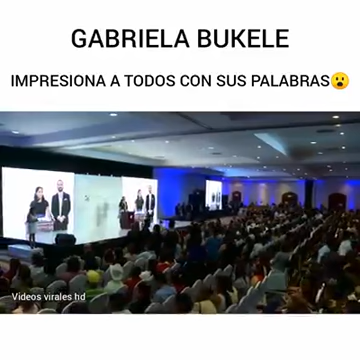 GABRIELA BUKELE
IMPRESIONA A TODOS CON SUS PALABRAS😮
Videos virales hd